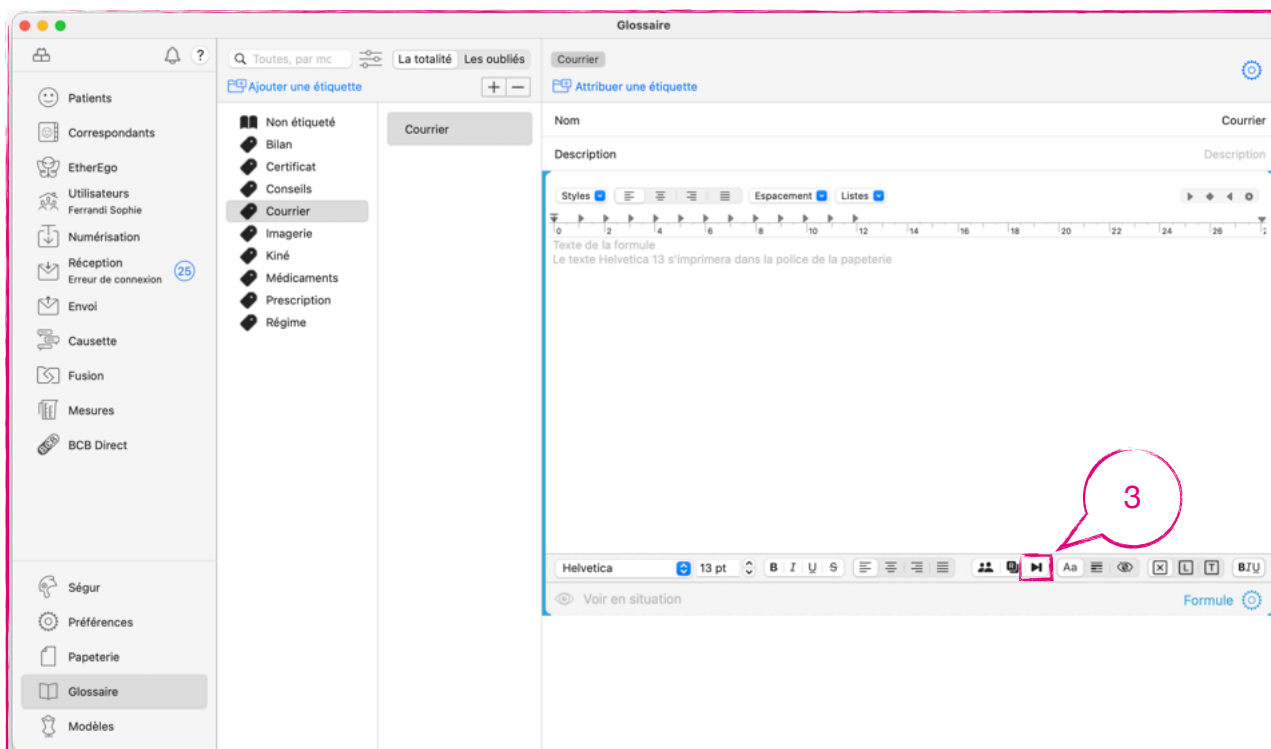 Glossaire
?
Patients
Correspondants
EtherEgo
Utilisateurs
Ferrandi Sophie
Numérisation
Réception
Erreur de connexion
25
Envoi
Causette
Fusion
Mesures
BCB
BCB Direct
Ségur
Préférences
Papeterie
Glossaire
Modèles
Toutes, par mc
La totalité Les oubliés
Ajouter une étiquette
+ −
Non étiqueté
Bilan
Certificat
Conseils
Courrier
Imagerie
Kiné
Médicaments
Prescription
Régime
Courrier
Courrier
Attribuer une étiquette
Nom Courrier
Description Description
Styles Espacement Listes
0 2 4 6 8 10 12 14 16 18 20 22 24 26
Texte de la formule
Le texte Helvetica 13 s'imprimera dans la police de la papeterie
3
Helvetica 13 pt B I U S Aa X L T BIU
Voir en situation Formule